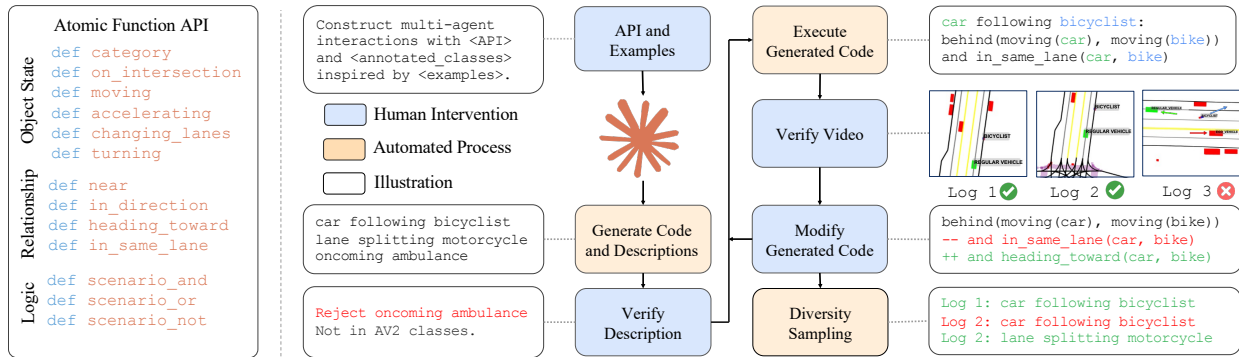 Atomic Function API
Object State
def category
def on_intersection
def moving
def accelerating
def changing_lanes
def turning
Relationship
def near
def in_direction
def heading_toward
def in_same_lane
Logic
def scenario_and
def scenario_or
def scenario_not
Construct multi-agent
interactions with <API>
and <annotated_classes>
inspired by <examples>.
Human Intervention
Automated Process
Illustration
car following bicyclist
lane splitting motorcycle
oncoming ambulance
Reject oncoming ambulance
Not in AV2 classes.
API and
Examples
Generate Code
and Descriptions
Verify
Description
Execute
Generated Code
Verify Video
Modify
Generated Code
Diversity
Sampling
car following bicyclist:
behind(moving(car), moving(bike))
and in_same_lane(car, bike)
BICYCLIST
REGULAR VEHICLE
BICYCLIST
REGULAR VEHICLE
REGULAR VEHICLE
Log 1
Log 2
Log 3
behind(moving(car), moving(bike))
-- and in_same_lane(car, bike)
++ and heading_toward(car, bike)
Log 1: car following bicyclist
Log 2: car following bicyclist
Log 2: lane splitting motorcycle